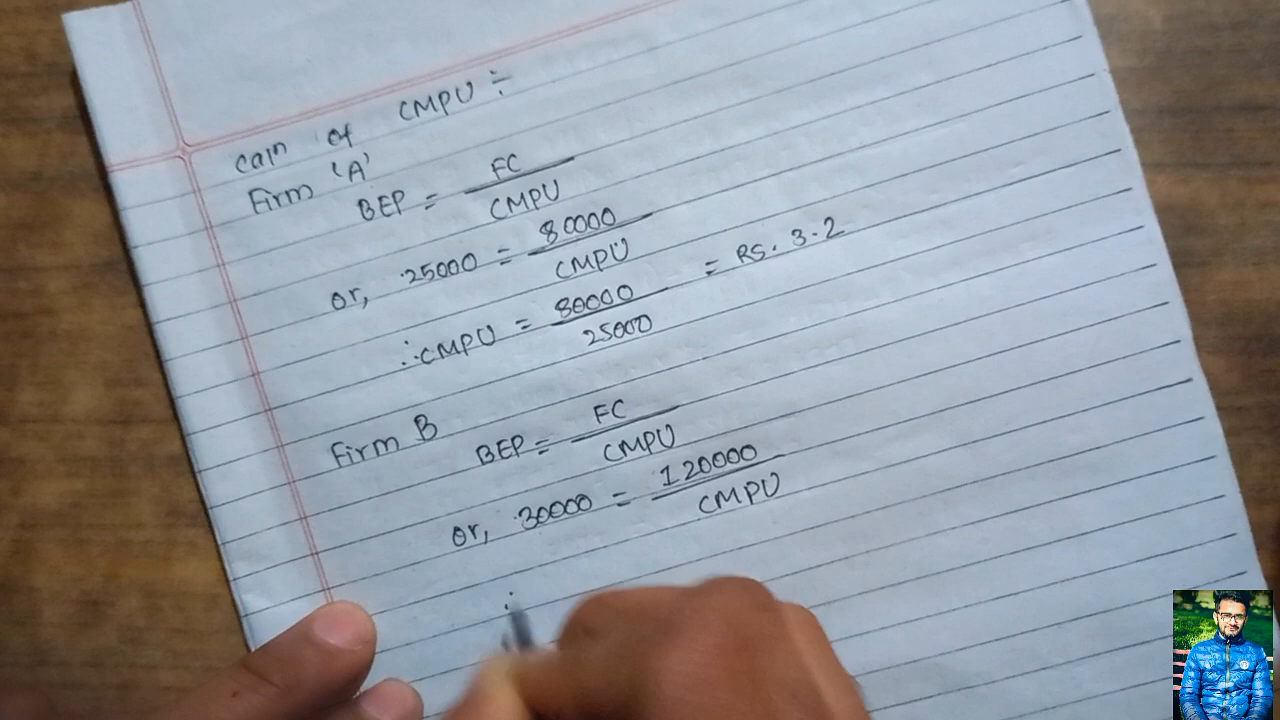 Caln of CMPU ÷
Firm 'A'
BEP = FC / CMPU
or, 25000 = 80000 / CMPU
∴ CMPU = 80000 / 25000 = RS. 3.2
Firm B
BEP = FC / CMPU
or, 30000 = 120000 / CMPU
∴